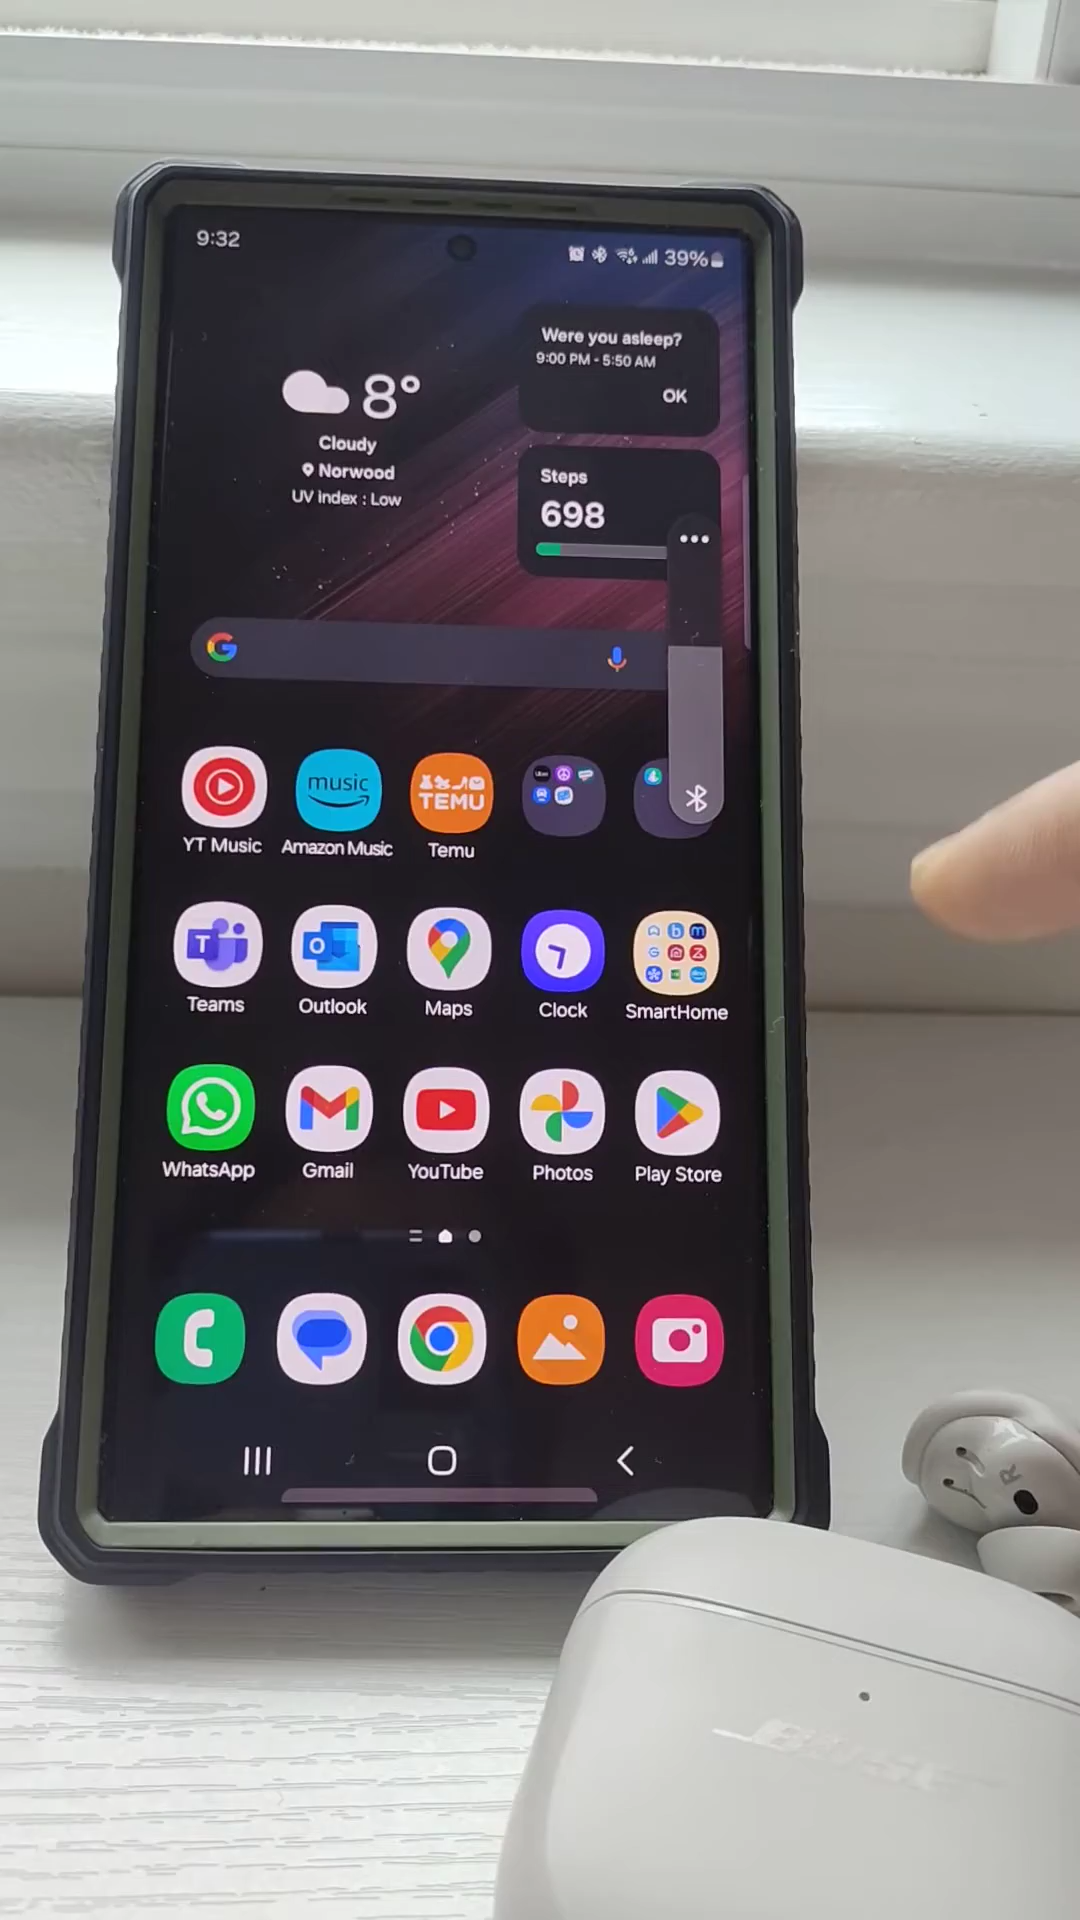 9:32
39%
Were you asleep?
9:00 PM - 5:50 AM
OK
8°
Cloudy
Norwood
UV index : Low
Steps
698
music
TEMU
YT Music
Amazon Music
Temu
Teams
Outlook
Maps
Clock
SmartHome
WhatsApp
Gmail
YouTube
Photos
Play Store
R
BOSE